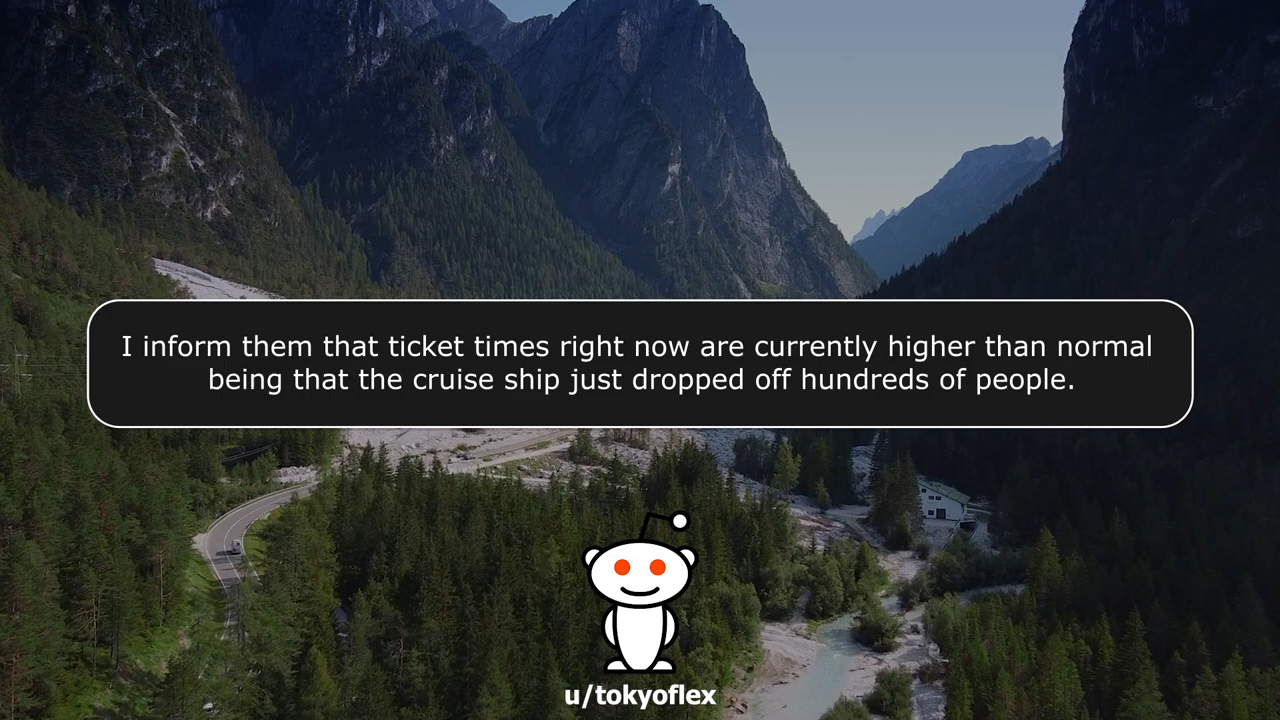 I inform them that ticket times right now are currently higher than normal
being that the cruise ship just dropped off hundreds of people.
u/tokyoflex